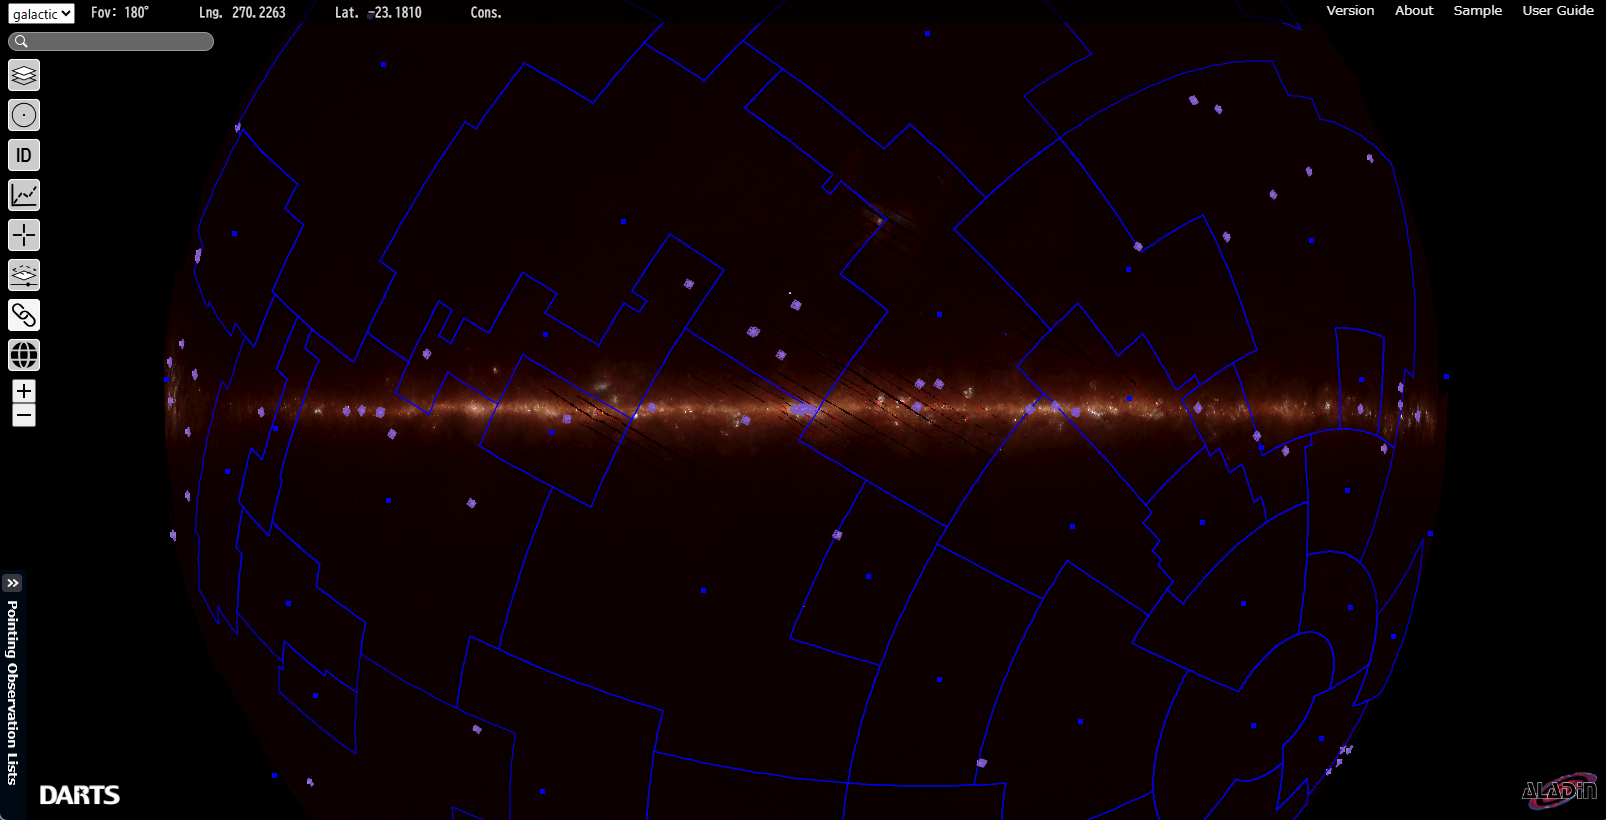 galactic Fov: 180° Lng. 270.2263 Lat. -23.1810 Cons. Version About Sample User Guide
ID
+
−
» Pointing Observation Lists
DARTS
ALADIN